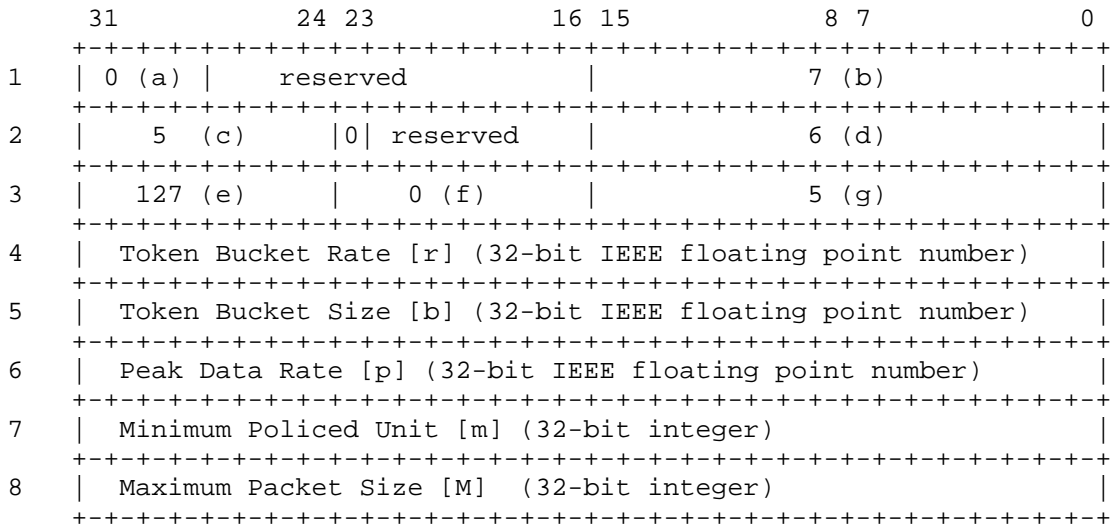 31           24 23           16 15            8 7             0
    +-+-+-+-+-+-+-+-+-+-+-+-+-+-+-+-+-+-+-+-+-+-+-+-+-+-+-+-+-+-+-+-+
1   | 0 (a) |    reserved           |             7 (b)             |
    +-+-+-+-+-+-+-+-+-+-+-+-+-+-+-+-+-+-+-+-+-+-+-+-+-+-+-+-+-+-+-+-+
2   |    5  (c)     |0| reserved    |             6 (d)             |
    +-+-+-+-+-+-+-+-+-+-+-+-+-+-+-+-+-+-+-+-+-+-+-+-+-+-+-+-+-+-+-+-+
3   |   127 (e)     |    0 (f)      |             5 (g)             |
    +-+-+-+-+-+-+-+-+-+-+-+-+-+-+-+-+-+-+-+-+-+-+-+-+-+-+-+-+-+-+-+-+
4   |  Token Bucket Rate [r] (32-bit IEEE floating point number)    |
    +-+-+-+-+-+-+-+-+-+-+-+-+-+-+-+-+-+-+-+-+-+-+-+-+-+-+-+-+-+-+-+-+
5   |  Token Bucket Size [b] (32-bit IEEE floating point number)    |
    +-+-+-+-+-+-+-+-+-+-+-+-+-+-+-+-+-+-+-+-+-+-+-+-+-+-+-+-+-+-+-+-+
6   |  Peak Data Rate [p] (32-bit IEEE floating point number)       |
    +-+-+-+-+-+-+-+-+-+-+-+-+-+-+-+-+-+-+-+-+-+-+-+-+-+-+-+-+-+-+-+-+
7   |  Minimum Policed Unit [m] (32-bit integer)                    |
    +-+-+-+-+-+-+-+-+-+-+-+-+-+-+-+-+-+-+-+-+-+-+-+-+-+-+-+-+-+-+-+-+
8   |  Maximum Packet Size [M]  (32-bit integer)                    |
    +-+-+-+-+-+-+-+-+-+-+-+-+-+-+-+-+-+-+-+-+-+-+-+-+-+-+-+-+-+-+-+-+